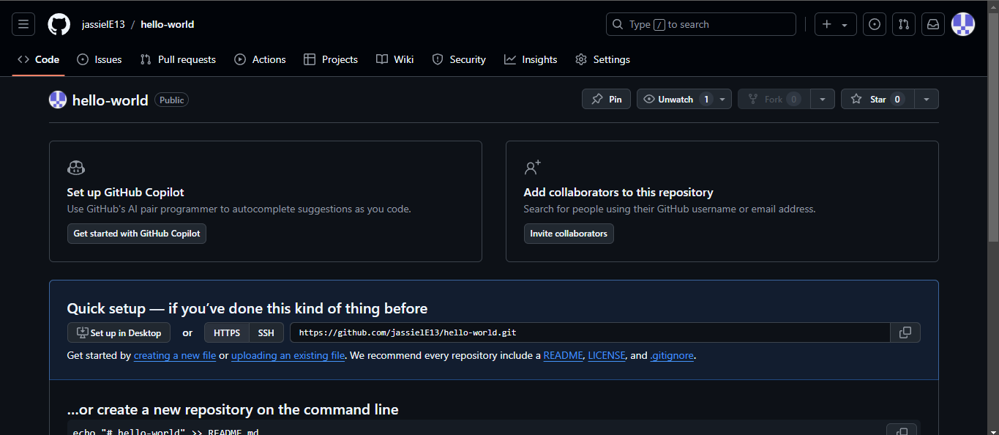 jassielE13 / hello-world
Type / to search
Code Issues Pull requests Actions Projects Wiki Security Insights Settings
hello-world Public
Pin Unwatch 1 Fork 0 Star 0
Set up GitHub Copilot
Use GitHub's AI pair programmer to autocomplete suggestions as you code.
Get started with GitHub Copilot
Add collaborators to this repository
Search for people using their GitHub username or email address.
Invite collaborators
Quick setup — if you've done this kind of thing before
Set up in Desktop or HTTPS SSH https://github.com/jassielE13/hello-world.git
Get started by creating a new file or uploading an existing file. We recommend every repository include a README, LICENSE, and .gitignore.
...or create a new repository on the command line
echo "# hello-world" >> README.md